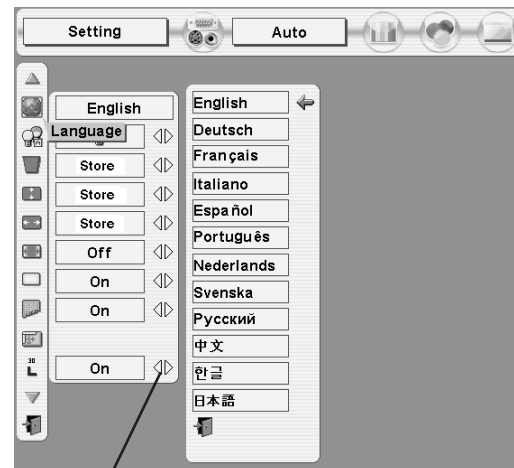 Setting
Auto
English
Language
Store
Store
Store
Off
On
On
On
English
Deutsch
Français
Italiano
Español
Português
Nederlands
Svenska
Русский
中文
한글
日本語